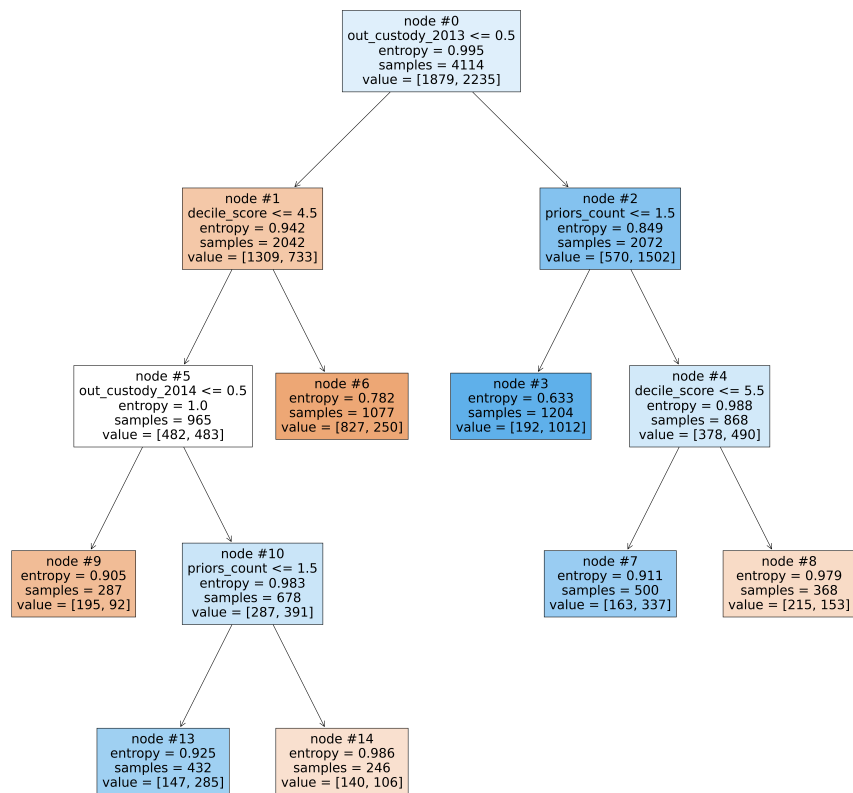 node #0
out_custody_2013 <= 0.5
entropy = 0.995
samples = 4114
value = [1879, 2235]
node #1
decile_score <= 4.5
entropy = 0.942
samples = 2042
value = [1309, 733]
node #2
priors_count <= 1.5
entropy = 0.849
samples = 2072
value = [570, 1502]
node #5
out_custody_2014 <= 0.5
entropy = 1.0
samples = 965
value = [482, 483]
node #6
entropy = 0.782
samples = 1077
value = [827, 250]
node #3
entropy = 0.633
samples = 1204
value = [192, 1012]
node #4
decile_score <= 5.5
entropy = 0.988
samples = 868
value = [378, 490]
node #9
entropy = 0.905
samples = 287
value = [195, 92]
node #10
priors_count <= 1.5
entropy = 0.983
samples = 678
value = [287, 391]
node #7
entropy = 0.911
samples = 500
value = [163, 337]
node #8
entropy = 0.979
samples = 368
value = [215, 153]
node #13
entropy = 0.925
samples = 432
value = [147, 285]
node #14
entropy = 0.986
samples = 246
value = [140, 106]